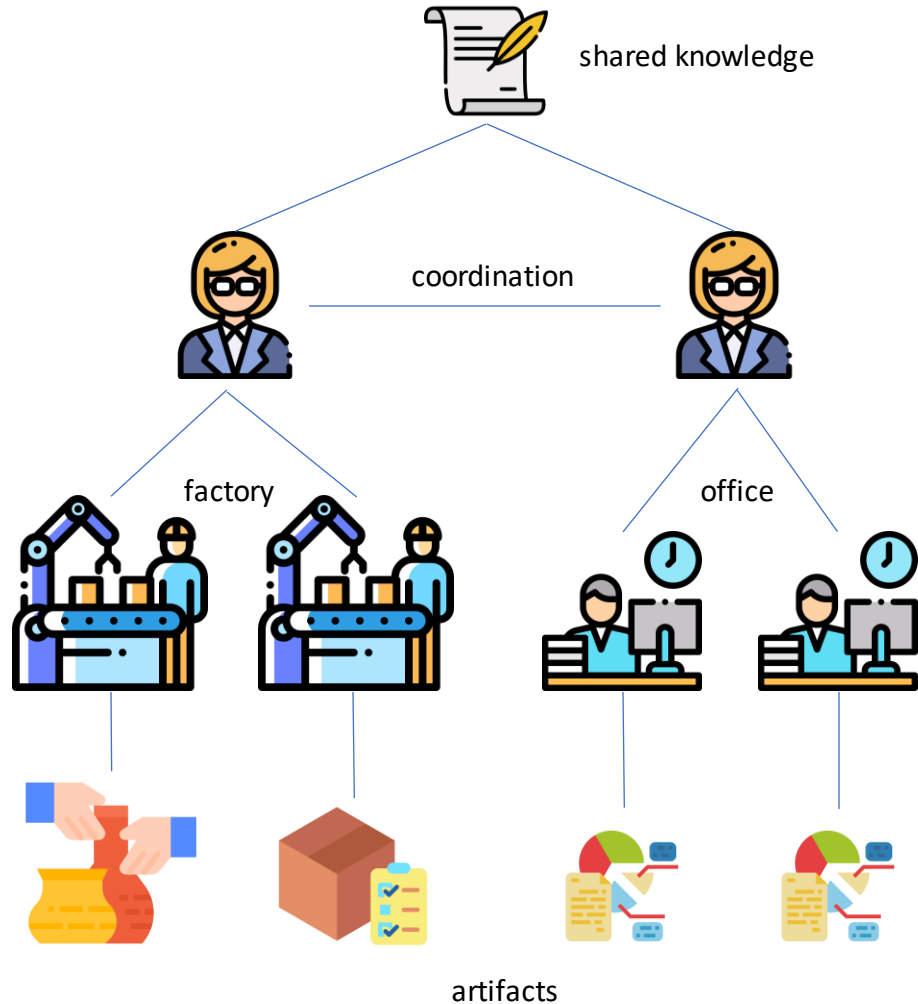 shared knowledge
coordination
factory
office
artifacts